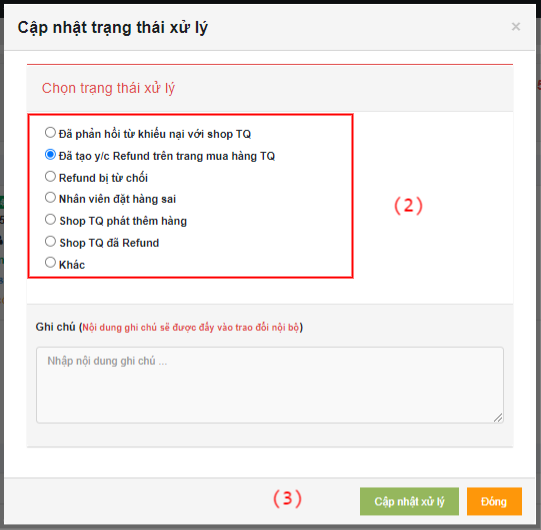 Cập nhật trạng thái xử lý
×
Chọn trạng thái xử lý
Đã phản hồi từ khiếu nại với shop TQ
Đã tạo y/c Refund trên trang mua hàng TQ
Refund bị từ chối
Nhân viên đặt hàng sai
Shop TQ phát thêm hàng
Shop TQ đã Refund
Khác
(2)
Ghi chú (Nội dung ghi chú sẽ được đẩy vào trao đổi nội bộ)
Nhập nội dung ghi chú ...
(3)
Cập nhật xử lý
Đóng